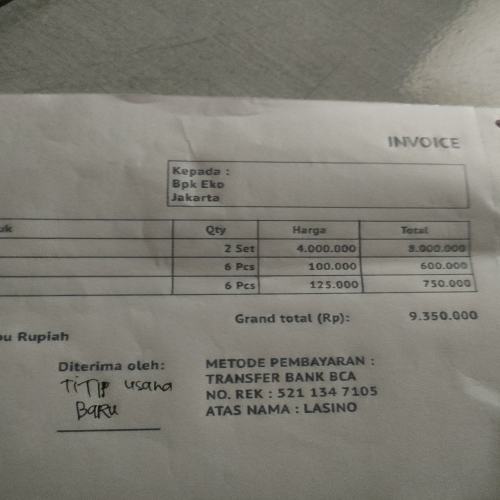 INVOICE
Kepada :
Bpk Eko
Jakarta
uk Qty Harga Total
2 Set 4.000.000 8.000.000
6 Pcs 100.000 600.000
6 Pcs 125.000 750.000
Grand total (Rp): 9.350.000
bu Rupiah
Diterima oleh:
TiTip usaha
Baru
METODE PEMBAYARAN :
TRANSFER BANK BCA
NO. REK : 521 134 7105
ATAS NAMA : LASINO